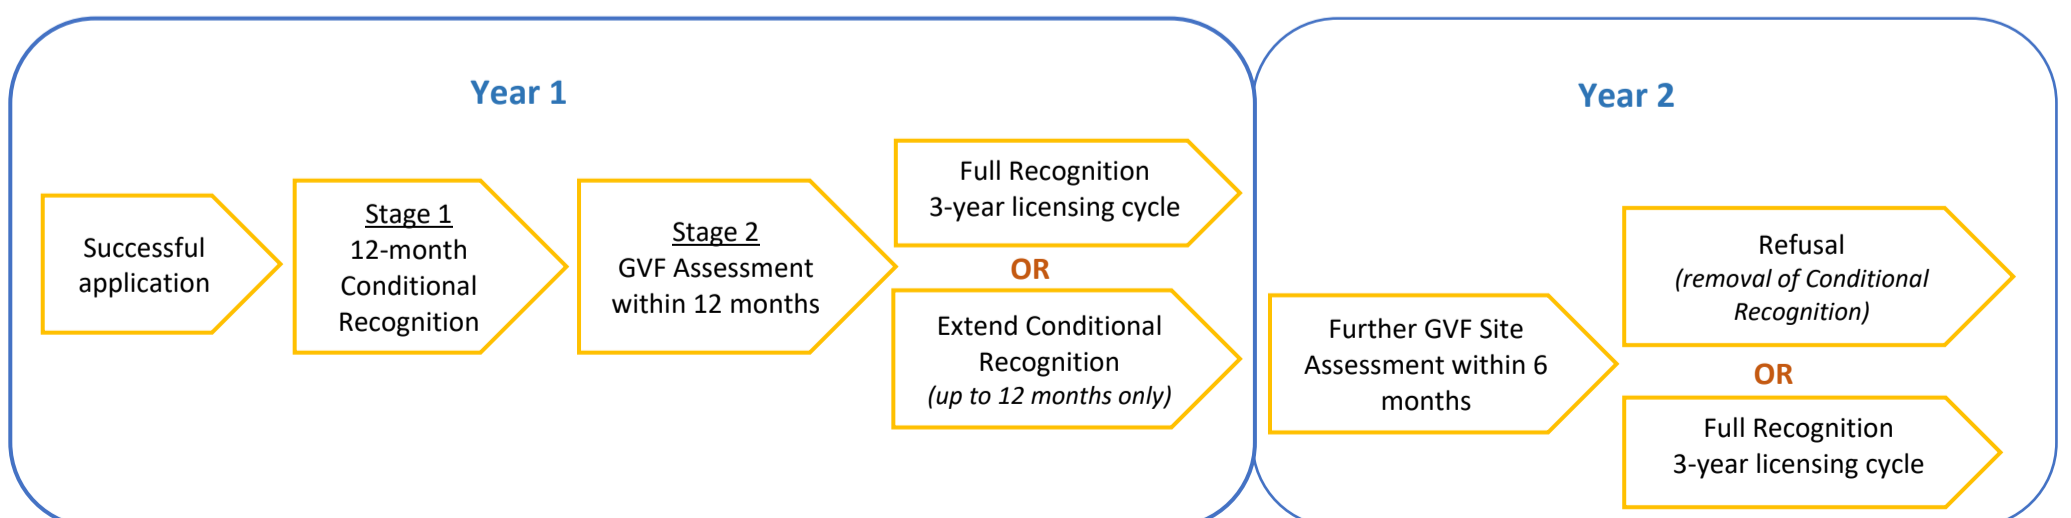 Year 1
Successful
application
Stage 1
12-month
Conditional
Recognition
Stage 2
GVF Assessment
within 12 months
Full Recognition
3-year licensing cycle
OR
Extend Conditional
Recognition
(up to 12 months only)
Year 2
Further GVF Site
Assessment within 6
months
Refusal
(removal of Conditional
Recognition)
OR
Full Recognition
3-year licensing cycle